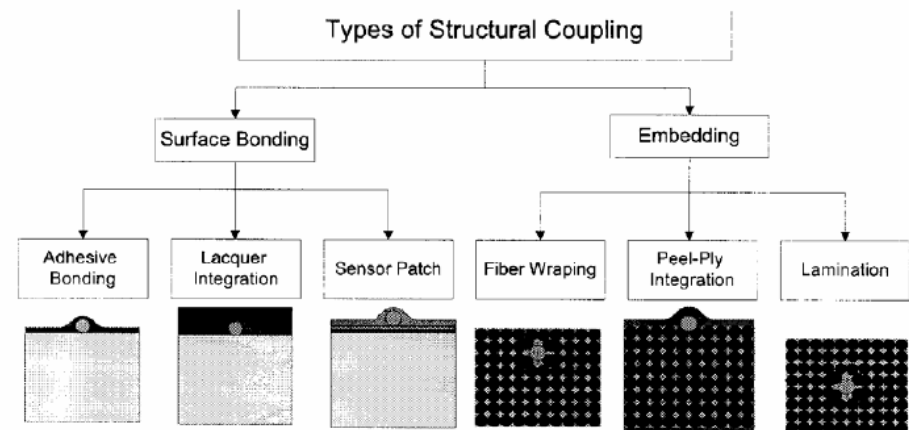 Types of Structural Coupling
Surface Bonding
Embedding
Adhesive
Bonding
Lacquer
Integration
Sensor Patch
Fiber Wraping
Peel-Ply
Integration
Lamination